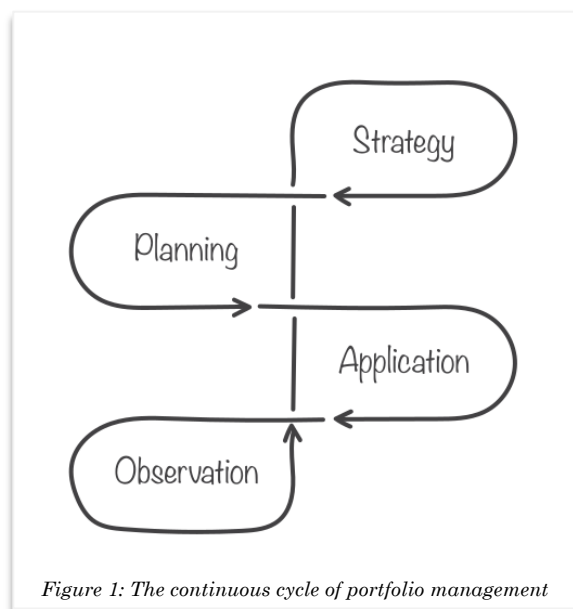 Strategy
Planning
Application
Observation
Figure 1: The continuous cycle of portfolio management